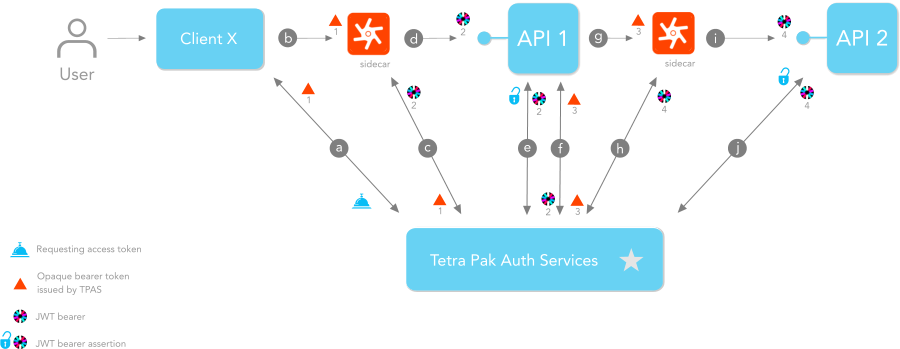 User
Client X
b
1
sidecar
d
2
API 1
g
3
sidecar
i
4
API 2
1
2
2
3
4
4
a
c
e
f
h
j
1
2
3
Tetra Pak Auth Services
Requesting access token
Opaque bearer token
issued by TPAS
JWT bearer
JWT bearer assertion